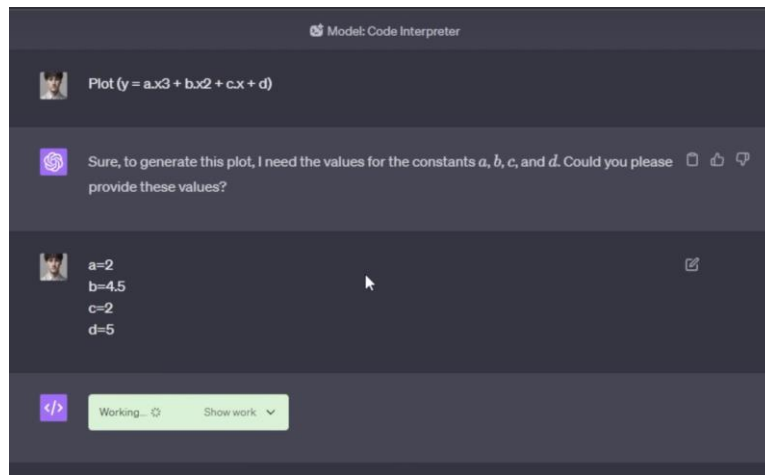 Model: Code Interpreter
Plot (y = a.x3 + b.x2 + c.x + d)
Sure, to generate this plot, I need the values for the constants a, b, c, and d. Could you please
provide these values?
a=2
b=4.5
c=2
d=5
</>
Working... Show work